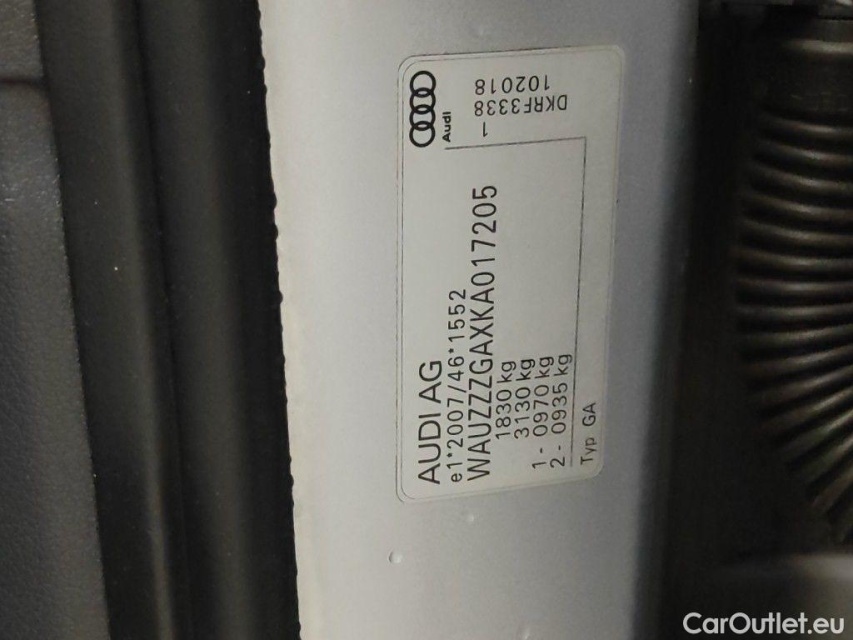 AUDI AG
e1*2007/46*1552
WAUZZZGAXKA017205
1830 kg
3130 kg
1- 0970 kg
2- 0935 kg
Typ GA
Audi
1
DKRF3338
102018
CarOutlet.eu